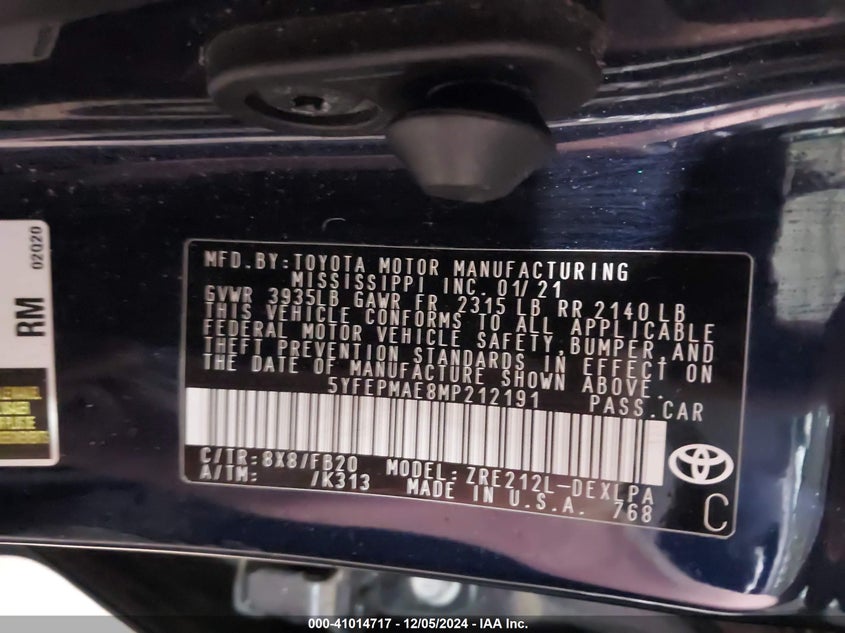 02020
RM
MFD.BY:TOYOTA MOTOR MANUFACTURING
MISSISSIPPI INC. 01/21
GVWR 3935LB GAWR FR 2315 LB RR 2140 LB
THIS VEHICLE CONFORMS TO ALL APPLICABLE
FEDERAL MOTOR VEHICLE SAFETY,BUMPER,AND
THEFT PREVENTION STANDARDS IN EFFECT ON
THE DATE OF MANUFACTURE SHOWN ABOVE.
5YFEPMAE8MP212191 PASS.CAR
C/TR:8X8/FB20 MODEL:ZRE212L-DEXLPA
A/TM: /K313 MADE IN U.S.A. 768
C
000-41014717 - 12/05/2024 - IAA Inc.